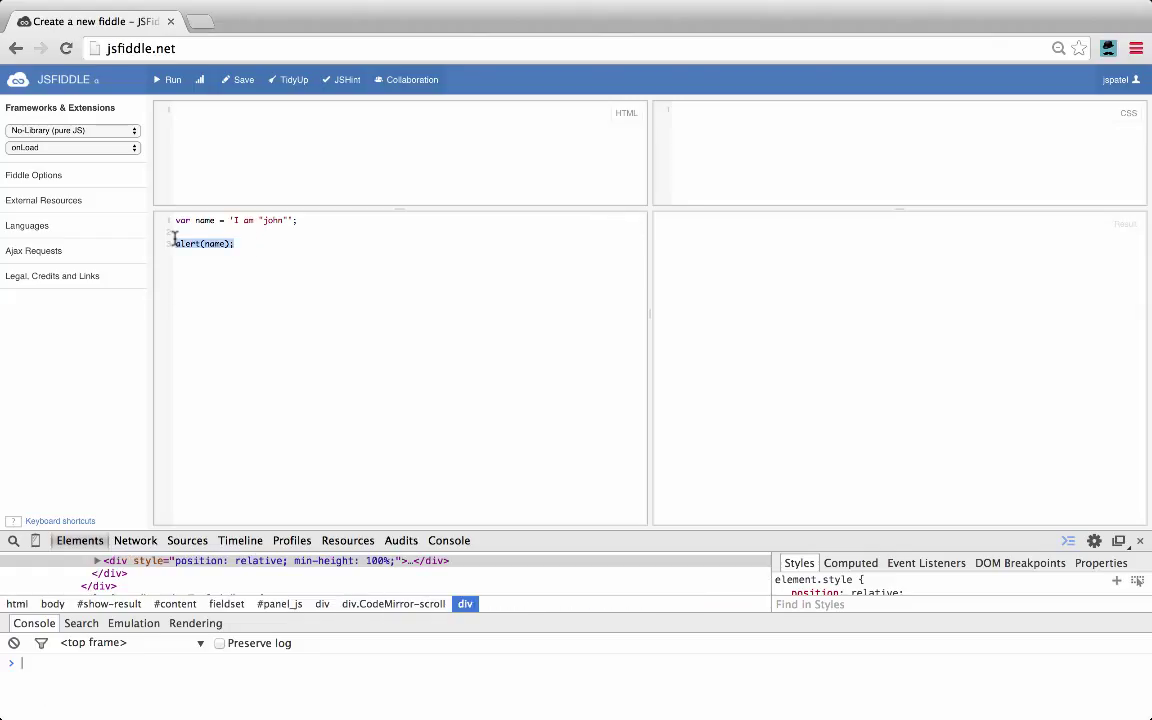 Create a new fiddle – JSFid
jsfiddle.net
JSFIDDLE α
Run
Save
TidyUp
JSHint
Collaboration
jspatel
Frameworks & Extensions
No-Library (pure JS)
onLoad
Fiddle Options
External Resources
Languages
Ajax Requests
Legal, Credits and Links
? Keyboard shortcuts
1
HTML
1
CSS
1 var name = 'I am "john"';
2
3 alert(name);
Result
Elements Network Sources Timeline Profiles Resources Audits Console
▶<div style="position: relative; min-height: 100%;">…</div>
</div>
</div>
html body #show-result #content fieldset #panel_js div div.CodeMirror-scroll div
Styles Computed Event Listeners DOM Breakpoints Properties
element.style {
position: relative;
Find in Styles
Console Search Emulation Rendering
<top frame> ▼ Preserve log
>